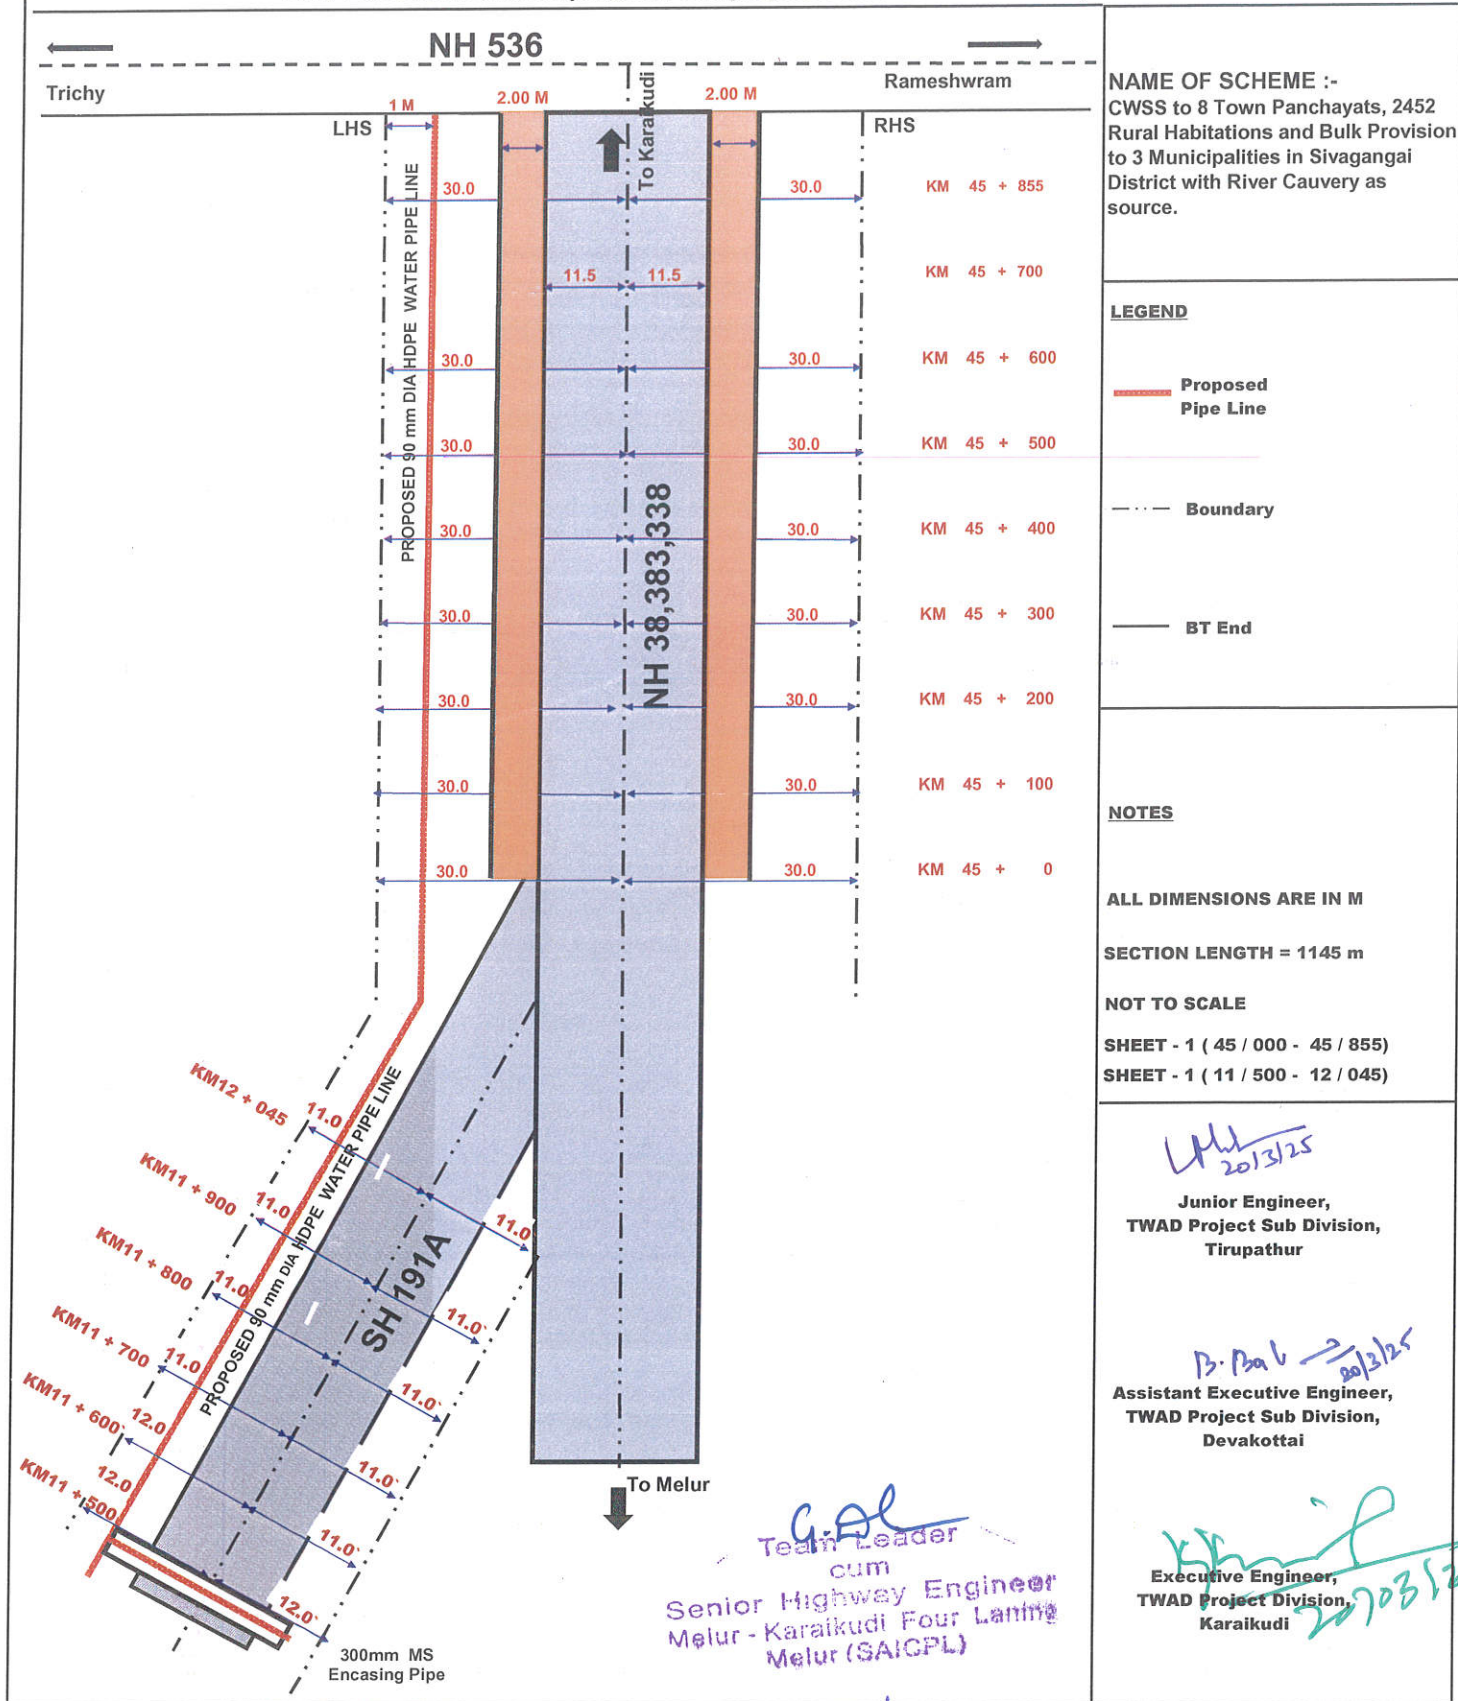 NH 536
Trichy
Rameshwram
1 M
2.00 M
2.00 M
To Karaikudi
LHS
RHS
PROPOSED 90 mm DIA HDPE WATER PIPE LINE
30.0
30.0
KM 45 + 855
11.5
11.5
KM 45 + 700
30.0
30.0
KM 45 + 600
30.0
30.0
KM 45 + 500
30.0
30.0
KM 45 + 400
NH 38,383,338
30.0
30.0
KM 45 + 300
30.0
30.0
KM 45 + 200
30.0
30.0
KM 45 + 100
30.0
30.0
KM 45 + 0
KM12 + 045
11.0
11.0
KM11 + 900
11.0
11.0`
KM11 + 800
11.0
11.0`
KM11 + 700
11.0
11.0`
KM11 + 600`
12.0
11.0`
KM11 + 500
12.0
12.0`
PROPOSED 90 mm DIA HDPE WATER PIPE LINE
SH 191A
To Melur
300mm MS
Encasing Pipe
Team Leader
cum
Senior Highway Engineer
Melur - Karaikudi Four Laning
Melur (SAICPL)
NAME OF SCHEME :-
CWSS to 8 Town Panchayats, 2452
Rural Habitations and Bulk Provision
to 3 Municipalities in Sivagangai
District with River Cauvery as
source.
LEGEND
Proposed
Pipe Line
Boundary
BT End
NOTES
ALL DIMENSIONS ARE IN M
SECTION LENGTH = 1145 m
NOT TO SCALE
SHEET - 1 ( 45 / 000 - 45 / 855)
SHEET - 1 ( 11 / 500 - 12 / 045)
20/3/25
Junior Engineer,
TWAD Project Sub Division,
Tirupathur
20/3/25
Assistant Executive Engineer,
TWAD Project Sub Division,
Devakottai
Executive Engineer,
TWAD Project Division,
Karaikudi